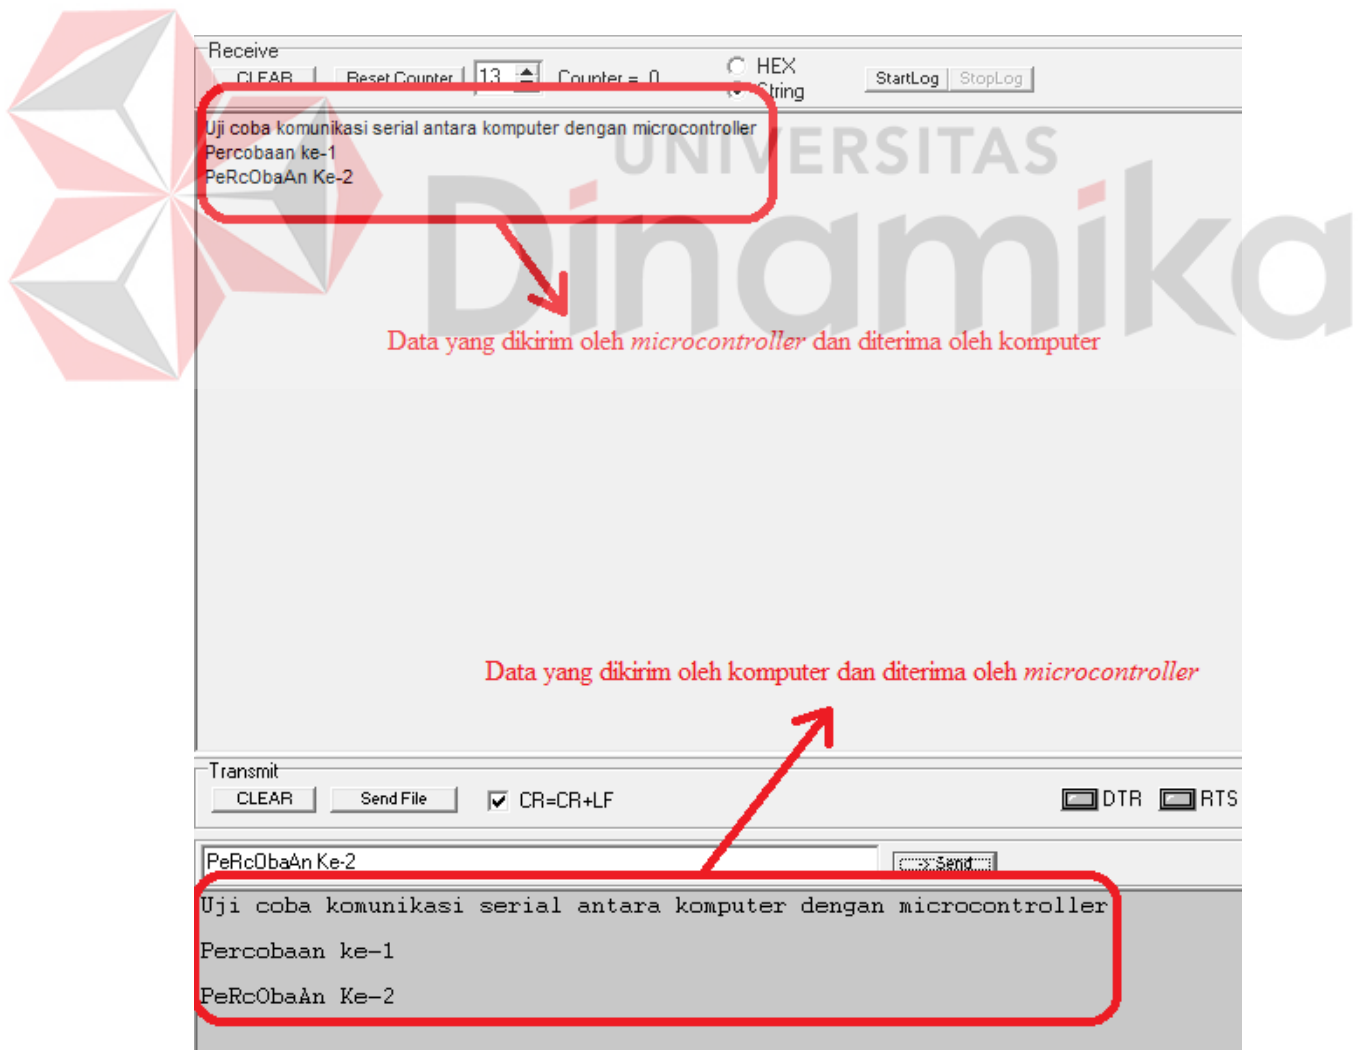 Receive
CLEAR Reset Counter 13 Counter = 0 HEX
String StartLog StopLog
Uji coba komunikasi serial antara komputer dengan microcontroller
Percobaan ke-1
PeRcObaAn Ke-2
UNIVERSITAS
Dinamika
Data yang dikirim oleh microcontroller dan diterima oleh komputer
Data yang dikirim oleh komputer dan diterima oleh microcontroller
Transmit
CLEAR Send File CR=CR+LF DTR RTS
PeRcObaAn Ke-2 -> Send
Uji coba komunikasi serial antara komputer dengan microcontroller
Percobaan ke-1
PeRcObaAn Ke-2